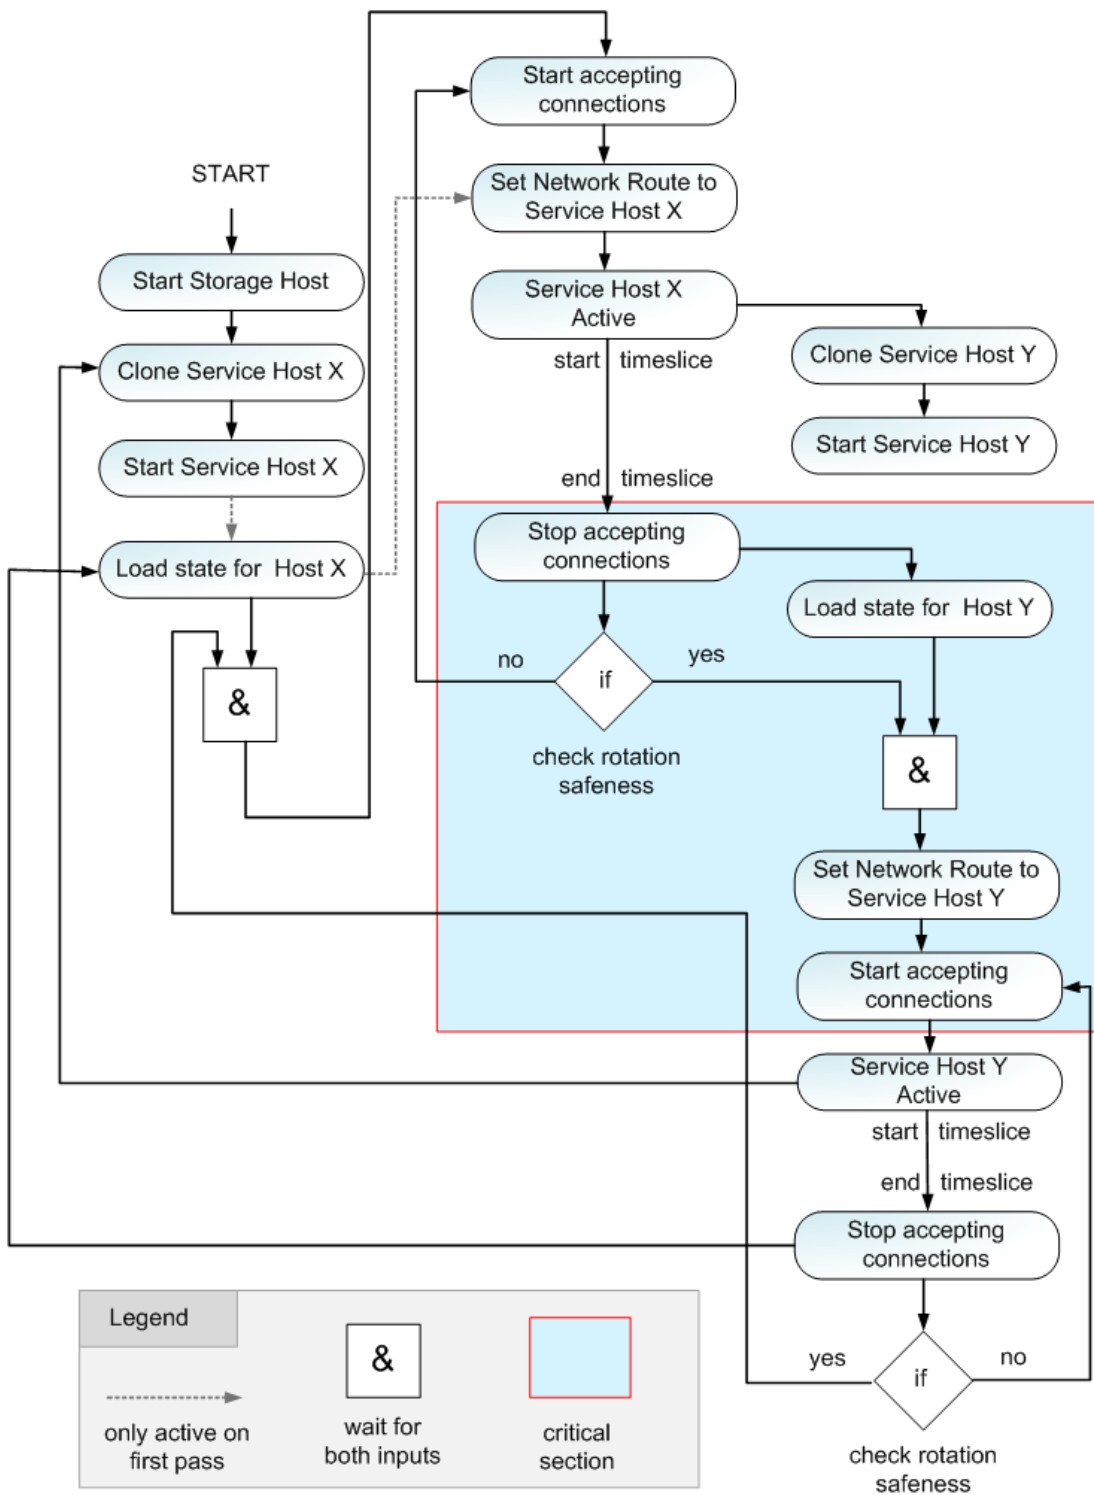 Start accepting
connections
START
Set Network Route to
Service Host X
Start Storage Host
Service Host X
Active
Clone Service Host X
start timeslice
Clone Service Host Y
Start Service Host X
Start Service Host Y
end timeslice
Stop accepting
connections
Load state for Host X
Load state for Host Y
no
if
yes
&
check rotation
safeness
&
Set Network Route to
Service Host Y
Start accepting
connections
Service Host Y
Active
start timeslice
end timeslice
Stop accepting
connections
yes
if
no
check rotation
safeness
Legend
only active on
first pass
&
wait for
both inputs
critical
section